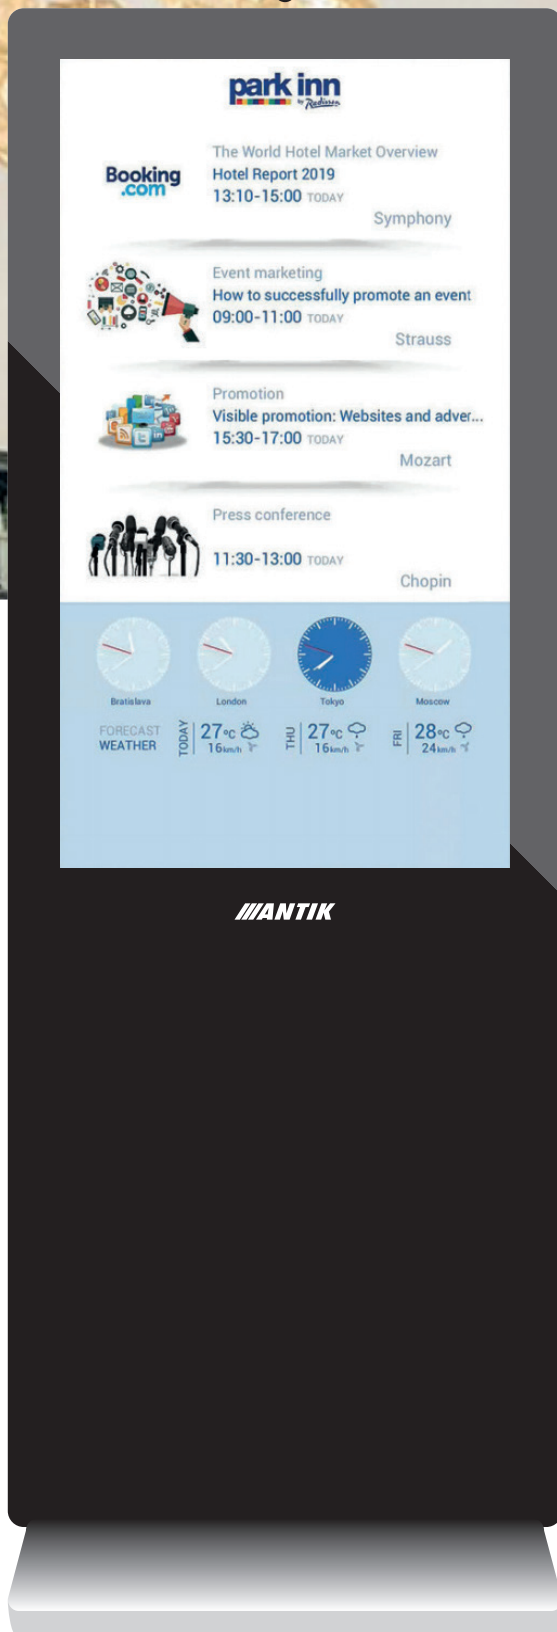 park inn
by Radisson
Booking
.com
The World Hotel Market Overview
Hotel Report 2019
13:10-15:00 TODAY
Symphony
Event marketing
How to successfully promote an event
09:00-11:00 TODAY
Strauss
Promotion
Visible promotion: Websites and adver...
15:30-17:00 TODAY
Mozart
Press conference
11:30-13:00 TODAY
Chopin
Bratislava
London
Tokyo
Moscow
FORECAST
WEATHER
TODAY
27°C
16km/h
THU
27°C
16km/h
FRI
28°C
24km/h
ANTIK